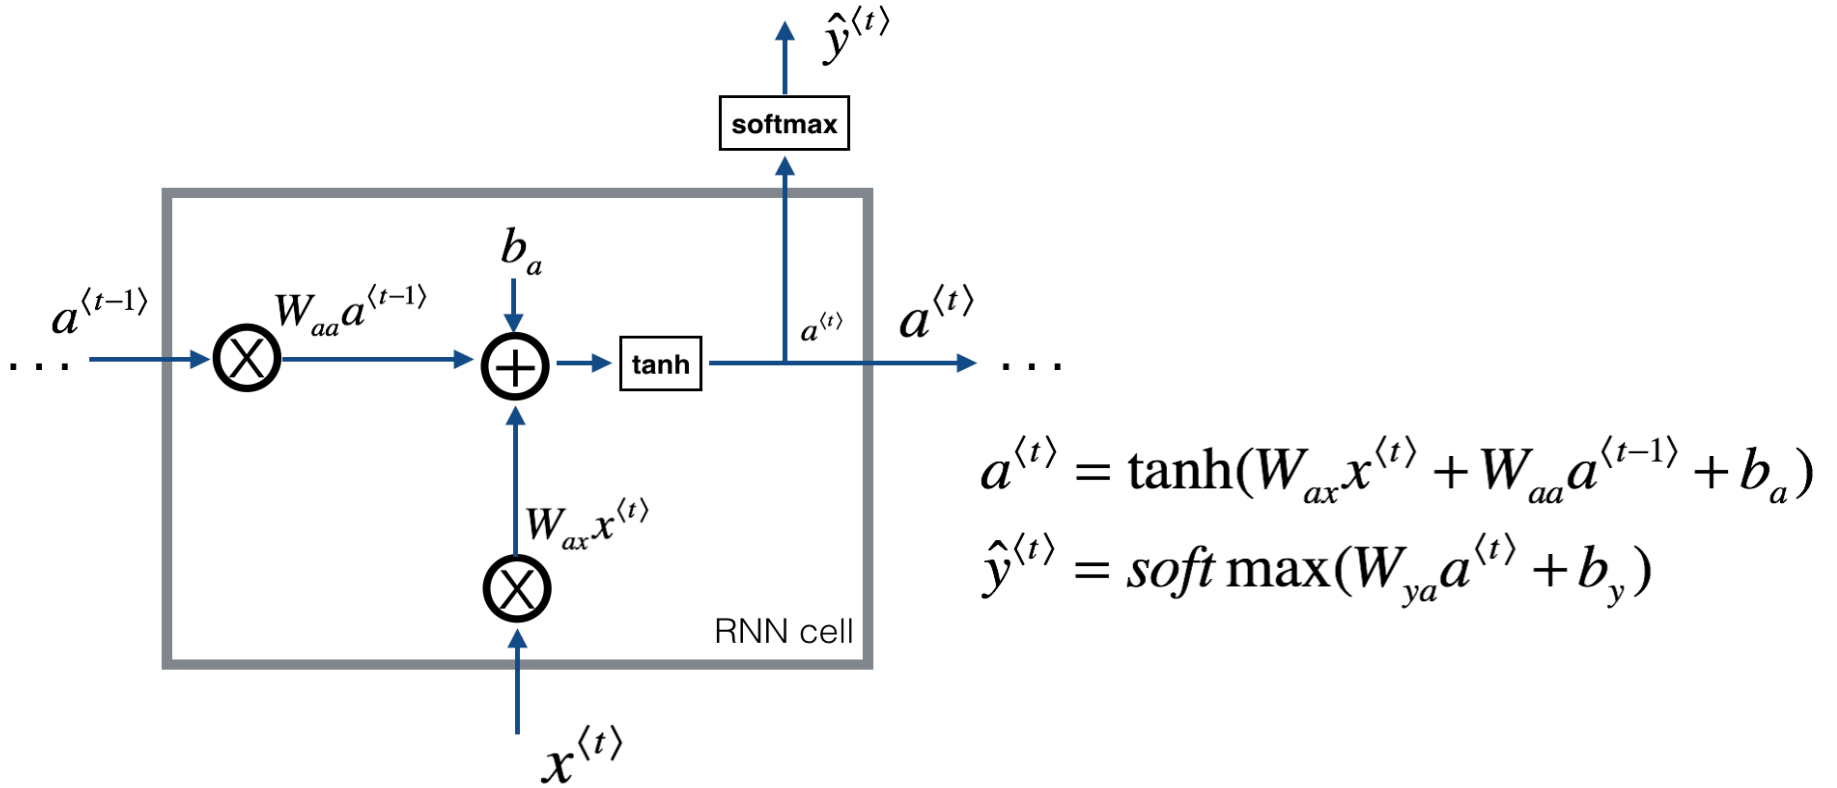 ŷ⟨t⟩
softmax
b_a
a⟨t−1⟩
W_aa a⟨t−1⟩
a⟨t⟩
a⟨t⟩
. . .
+
tanh
. . .
a⟨t⟩ = tanh(W_ax x⟨t⟩ + W_aa a⟨t−1⟩ + b_a)
W_ax x⟨t⟩
ŷ⟨t⟩ = soft max(W_ya a⟨t⟩ + b_y)
RNN cell
x⟨t⟩